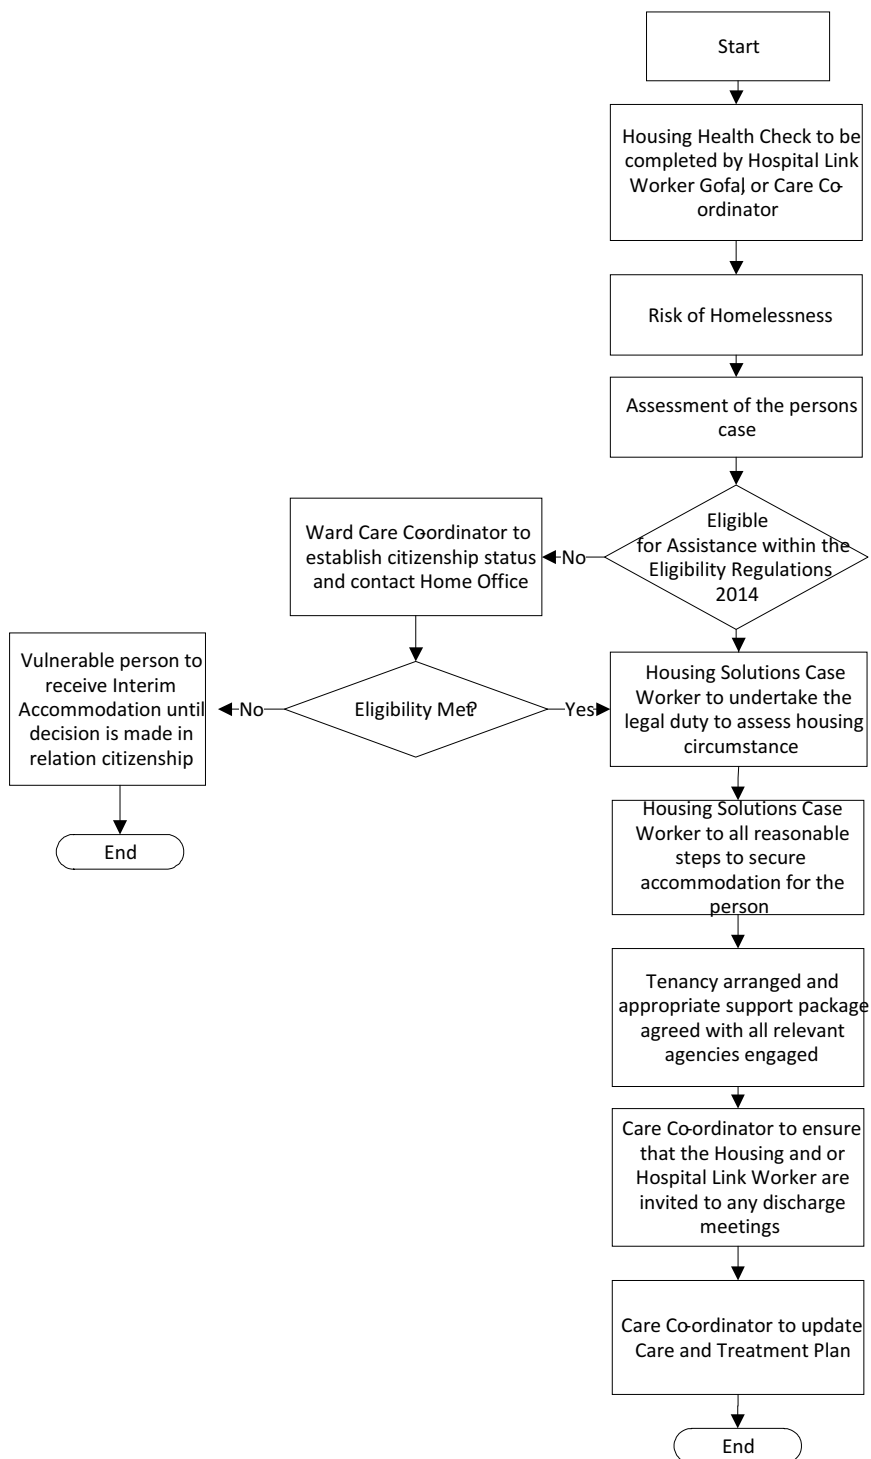 Start
Housing Health Check to be
completed by Hospital Link
Worker Gofal, or Care Co-
ordinator
Risk of Homelessness
Assessment of the persons
case
Eligible
for Assistance within the
Eligibility Regulations
2014
No
Ward Care Co-ordinator to
establish citizenship status
and contact Home Office
Eligibility Met?
No
Yes
Vulnerable person to
receive Interim
Accommodation until
decision is made in
relation citizenship
End
Housing Solutions Case
Worker to undertake the
legal duty to assess housing
circumstance
Housing Solutions Case
Worker to all reasonable
steps to secure
accommodation for the
person
Tenancy arranged and
appropriate support package
agreed with all relevant
agencies engaged
Care Co-ordinator to ensure
that the Housing and or
Hospital Link Worker are
invited to any discharge
meetings
Care Co-ordinator to update
Care and Treatment Plan
End